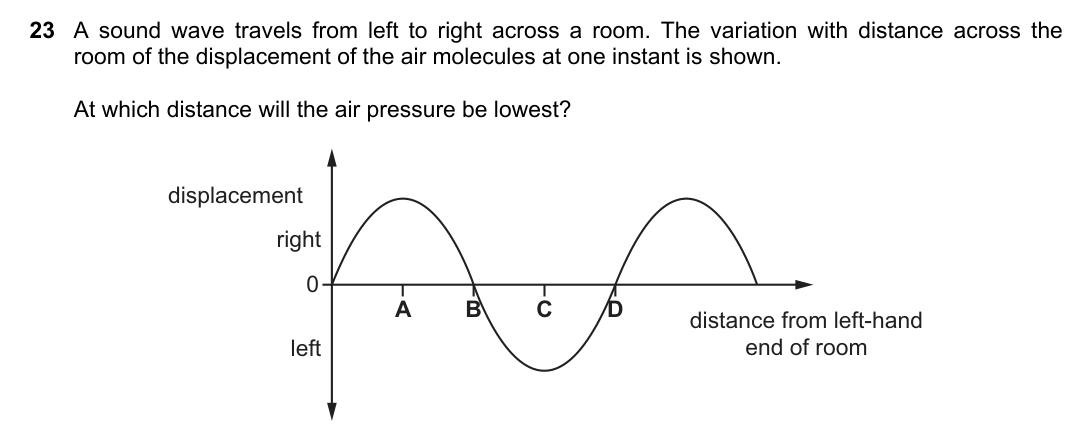 23 A sound wave travels from left to right across a room. The variation with distance across the
room of the displacement of the air molecules at one instant is shown.
At which distance will the air pressure be lowest?
displacement
right
0
A B C D
left
distance from left-hand
end of room